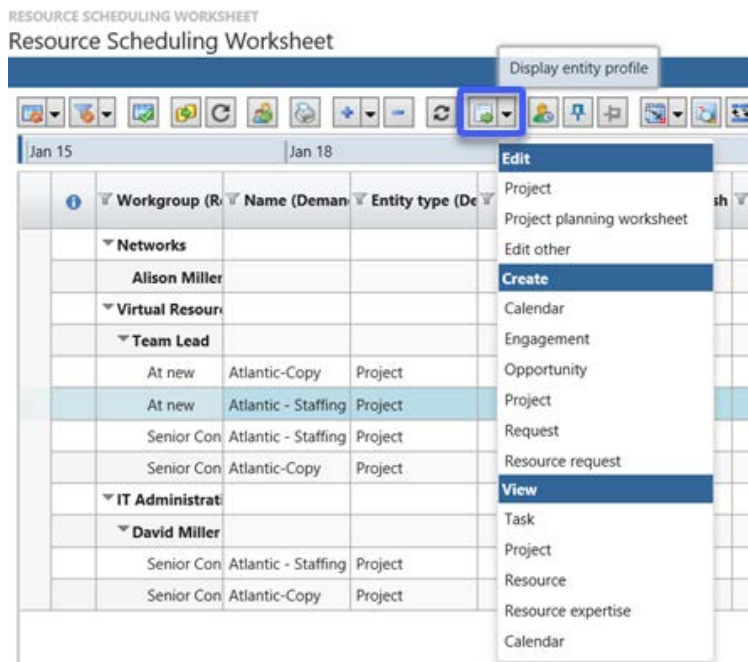 RESOURCE SCHEDULING WORKSHEET
Resource Scheduling Worksheet
Display entity profile
Jan 15
Jan 18
Workgroup (R
Name (Deman
Entity type (De
sh
Networks
Alison Miller
Virtual Resour
Team Lead
At new Atlantic-Copy Project
At new Atlantic - Staffing Project
Senior Con Atlantic - Staffing Project
Senior Con Atlantic-Copy Project
IT Administrati
David Miller
Senior Con Atlantic - Staffing Project
Senior Con Atlantic-Copy Project
Edit
Project
Project planning worksheet
Edit other
Create
Calendar
Engagement
Opportunity
Project
Request
Resource request
View
Task
Project
Resource
Resource expertise
Calendar